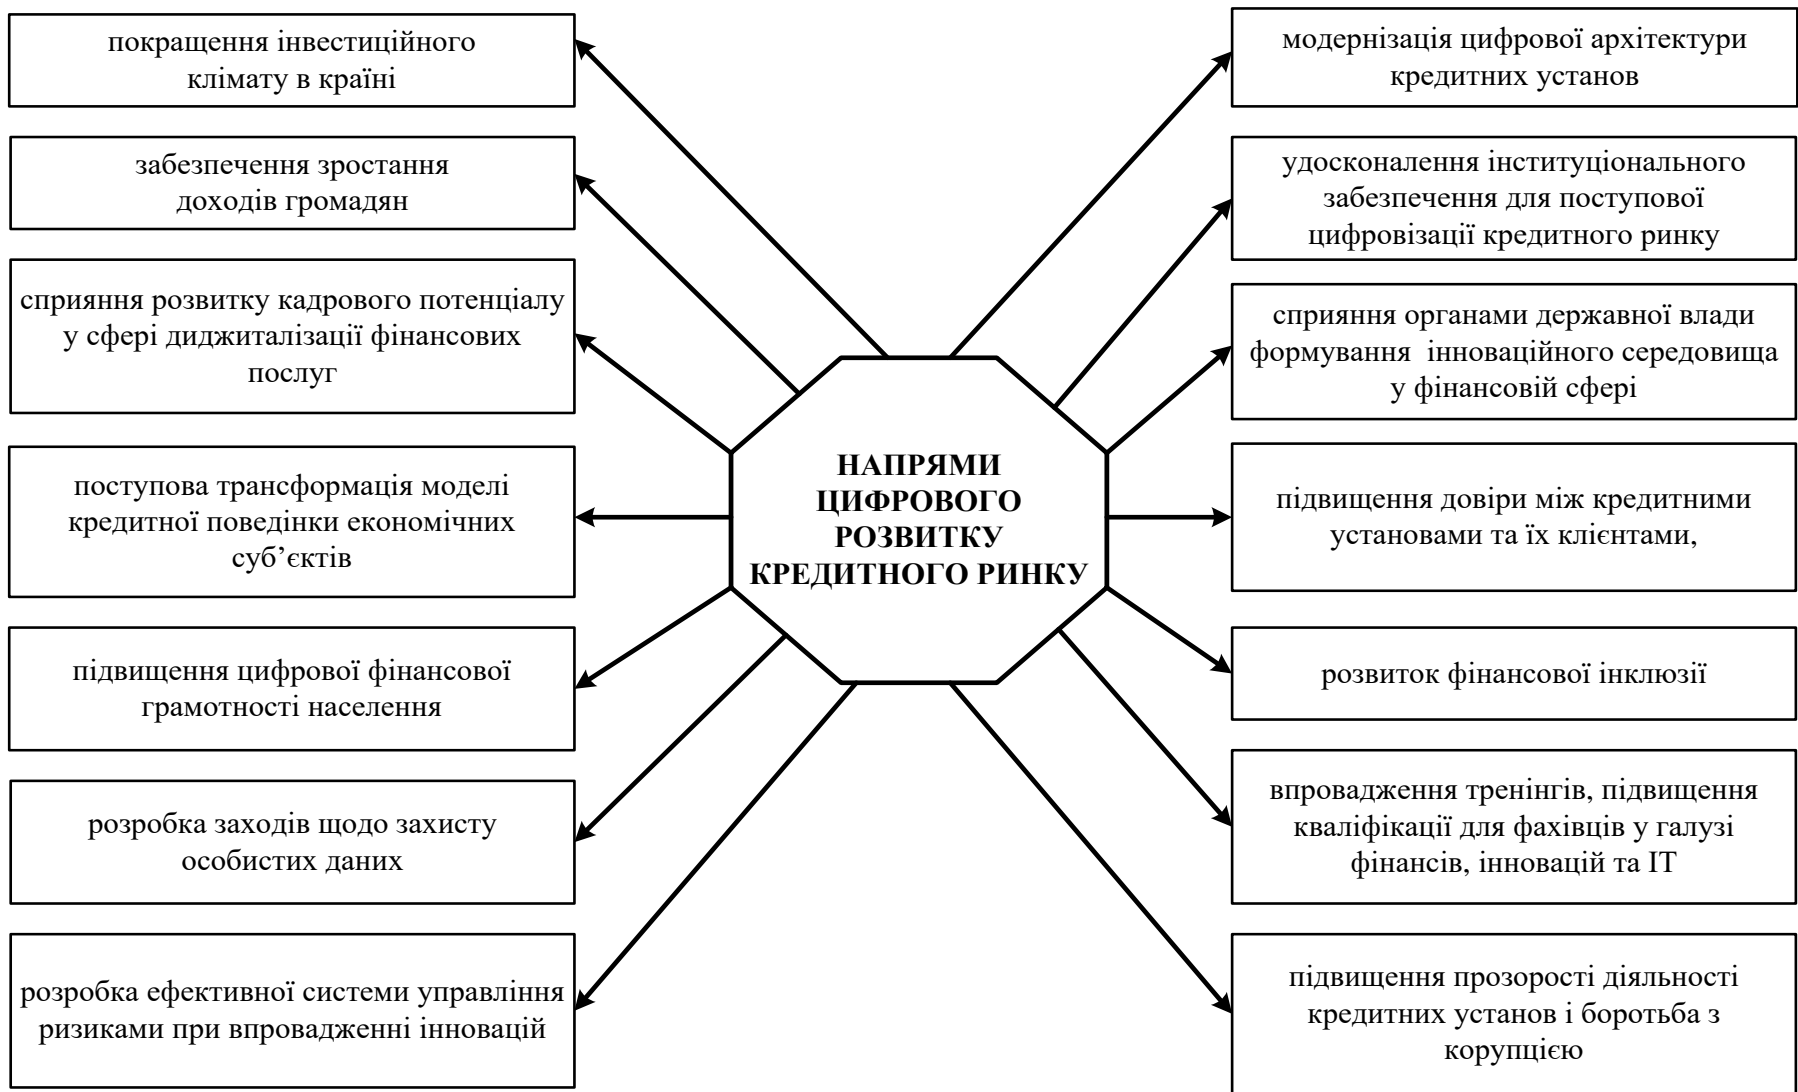 покращення інвестиційного
клімату в країні
забезпечення зростання
доходів громадян
сприяння розвитку кадрового потенціалу
у сфері диджиталізації фінансових
послуг
поступова трансформація моделі
кредитної поведінки економічних
суб’єктів
підвищення цифрової фінансової
грамотності населення
розробка заходів щодо захисту
особистих даних
розробка ефективної системи управління
ризиками при впровадженні інновацій
НАПРЯМИ
ЦИФРОВОГО
РОЗВИТКУ
КРЕДИТНОГО РИНКУ
модернізація цифрової архітектури
кредитних установ
удосконалення інституціонального
забезпечення для поступової
цифровізації кредитного ринку
сприяння органами державної влади
формування  інноваційного середовища
у фінансовій сфері
підвищення довіри між кредитними
установами та їх клієнтами,
розвиток фінансової інклюзії
впровадження тренінгів, підвищення
кваліфікації для фахівців у галузі
фінансів, інновацій та ІТ
підвищення прозорості діяльності
кредитних установ і боротьба з
корупцією